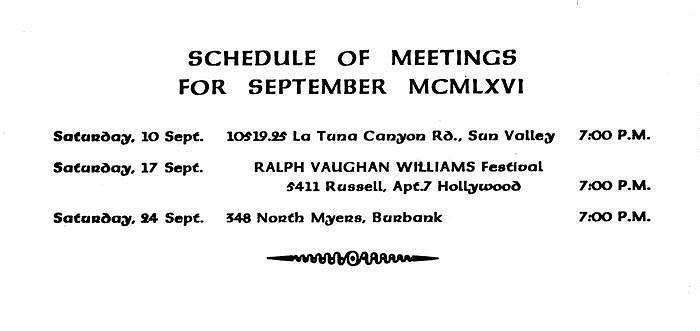 SCHEDULE OF MEETINGS
FOR SEPTEMBER MCMLXVI
Saturday, 10 Sept. 10519.25 La Tuna Canyon Rd., Sun Valley 7:00 P.M.
Saturday, 17 Sept. RALPH VAUGHAN WILLIAMS Festival
5411 Russell, Apt.7 Hollywood 7:00 P.M.
Saturday, 24 Sept. 348 North Myers, Burbank 7:00 P.M.